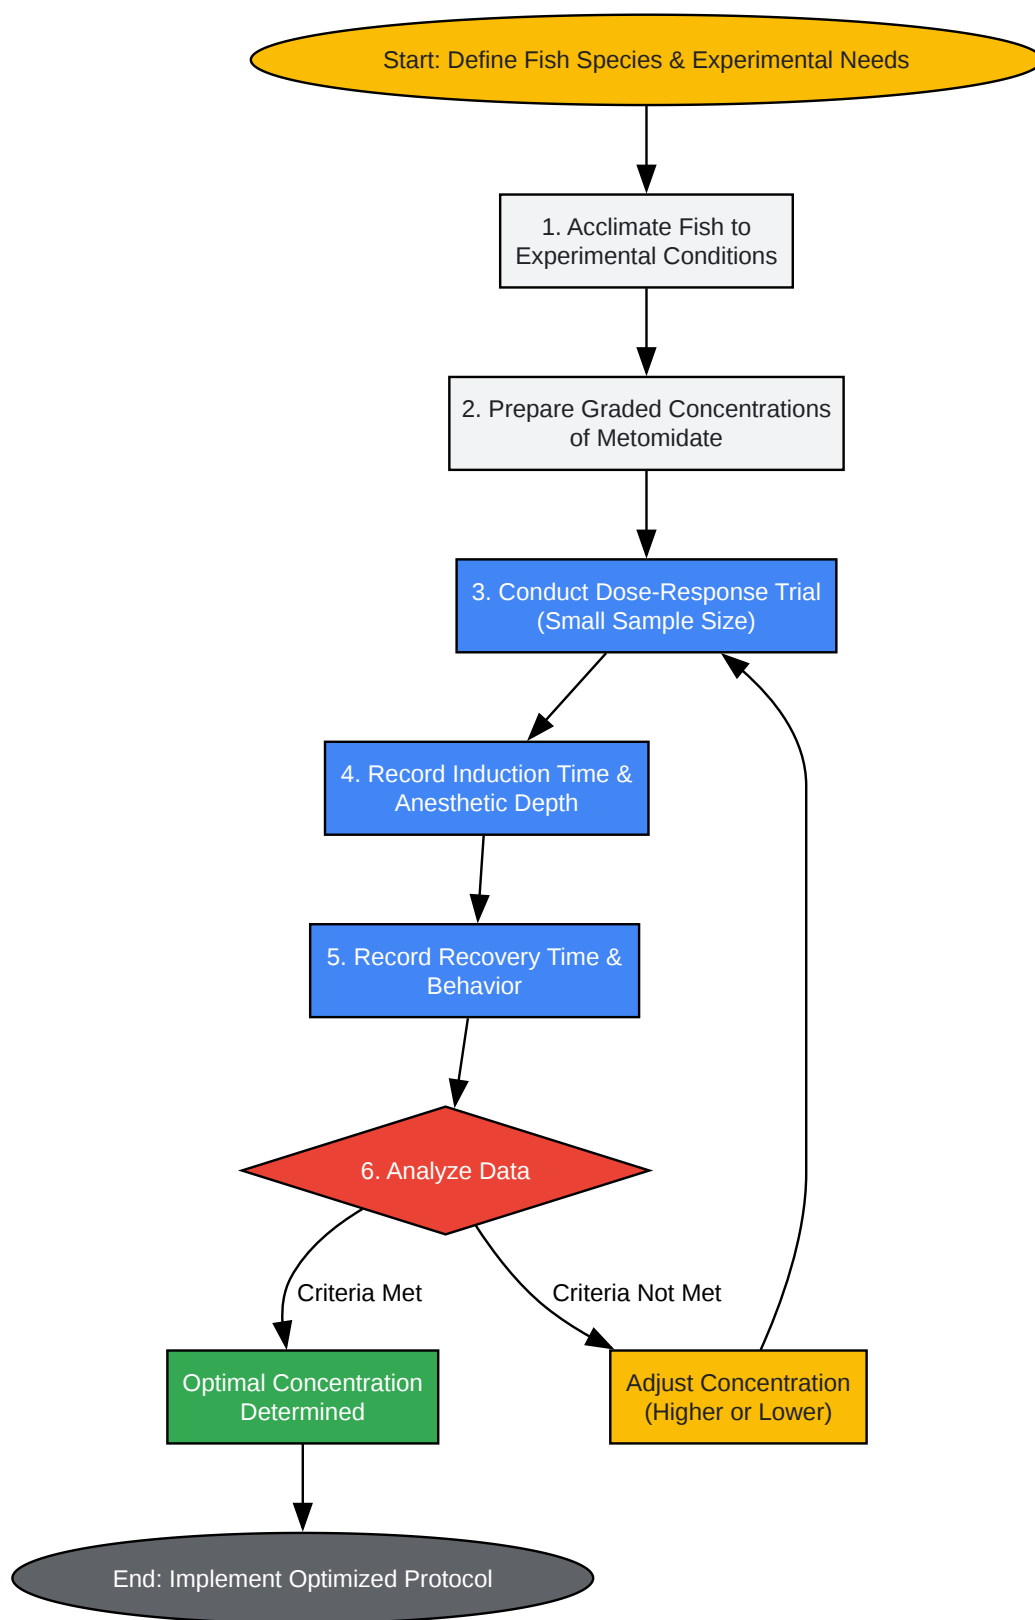 Start: Define Fish Species & Experimental Needs
1. Acclimate Fish to
Experimental Conditions
2. Prepare Graded Concentrations
of Metomidate
3. Conduct Dose-Response Trial
(Small Sample Size)
4. Record Induction Time &
Anesthetic Depth
5. Record Recovery Time &
Behavior
6. Analyze Data
Criteria Met
Criteria Not Met
Optimal Concentration
Determined
Adjust Concentration
(Higher or Lower)
End: Implement Optimized Protocol